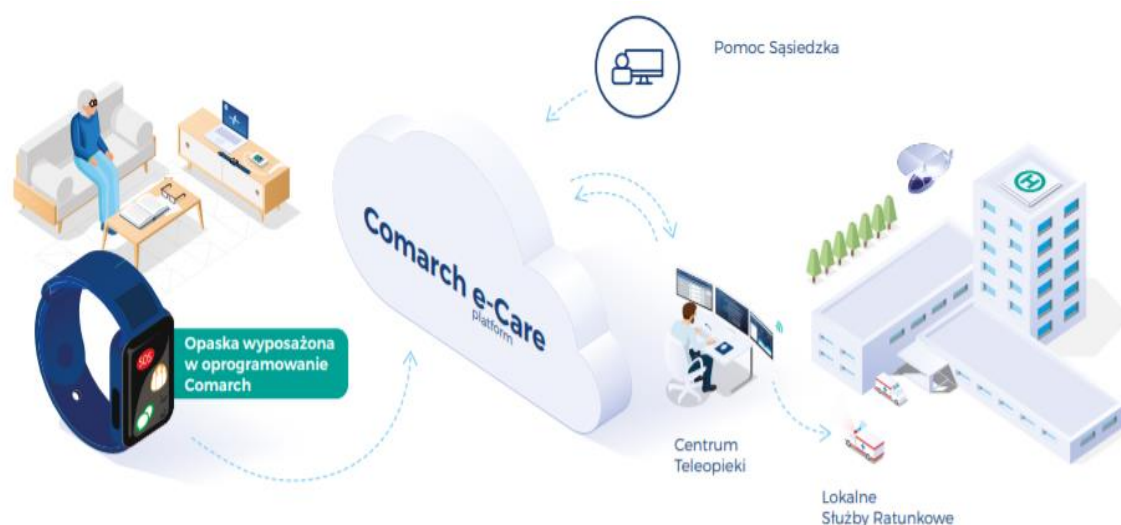 Pomoc Sąsiedzka
Comarch e-Care
platform
SOS
Opaska wyposażona
w oprogramowanie
Comarch
Centrum
Teleopieki
H
Lokalne
Służby Ratunkowe